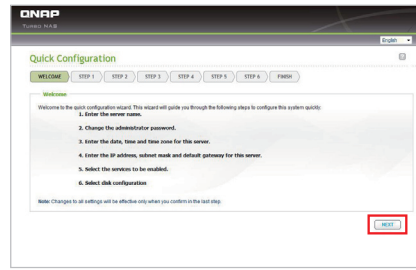 QNAP
TURBO NAS
English
Quick Configuration
WELCOME STEP 1 STEP 2 STEP 3 STEP 4 STEP 5 STEP 6 FINISH
Welcome
Welcome to the quick configuration wizard. This wizard will guide you through the following steps to configure this system quickly.
1. Enter the server name.
2. Change the administrator password.
3. Enter the date, time and time zone for this server.
4. Enter the IP address, subnet mask and default gateway for this server.
5. Select the services to be enabled.
6. Select disk configuration
Note: Changes to all settings will be effective only when you confirm in the last step.
NEXT